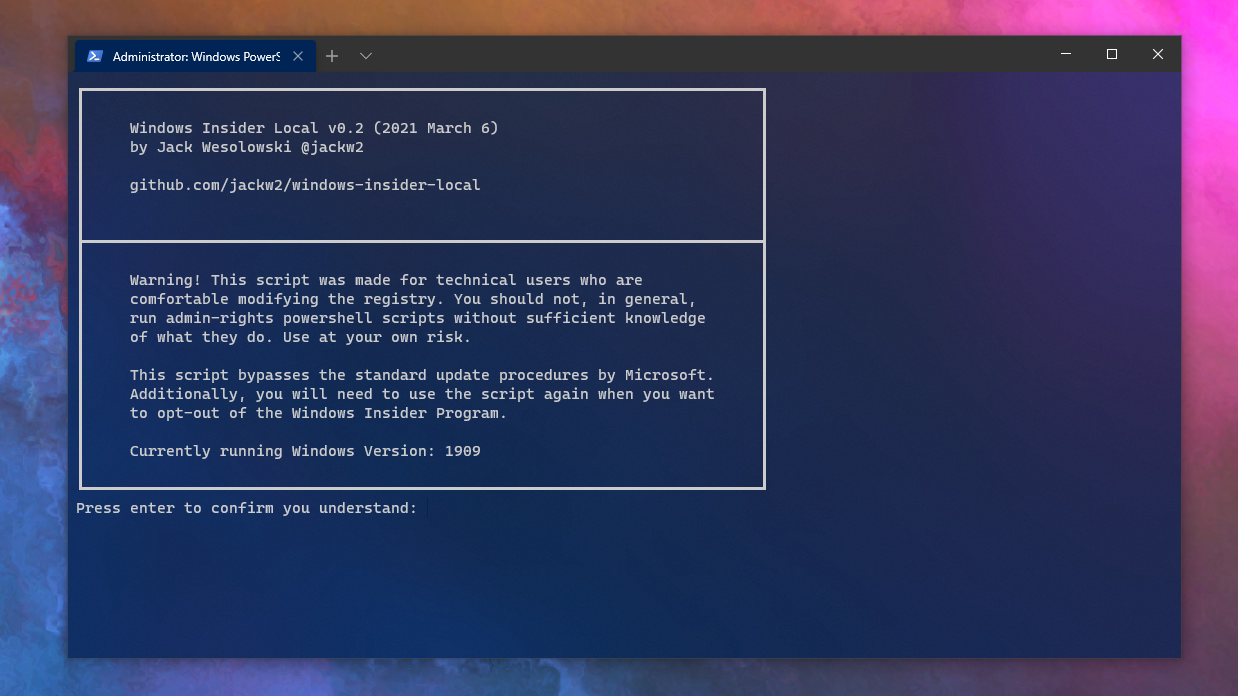 Administrator: Windows PowerS
Windows Insider Local v0.2 (2021 March 6)
by Jack Wesolowski @jackw2
github.com/jackw2/windows-insider-local
Warning! This script was made for technical users who are
comfortable modifying the registry. You should not, in general,
run admin-rights powershell scripts without sufficient knowledge
of what they do. Use at your own risk.
This script bypasses the standard update procedures by Microsoft.
Additionally, you will need to use the script again when you want
to opt-out of the Windows Insider Program.
Currently running Windows Version: 1909
Press enter to confirm you understand: